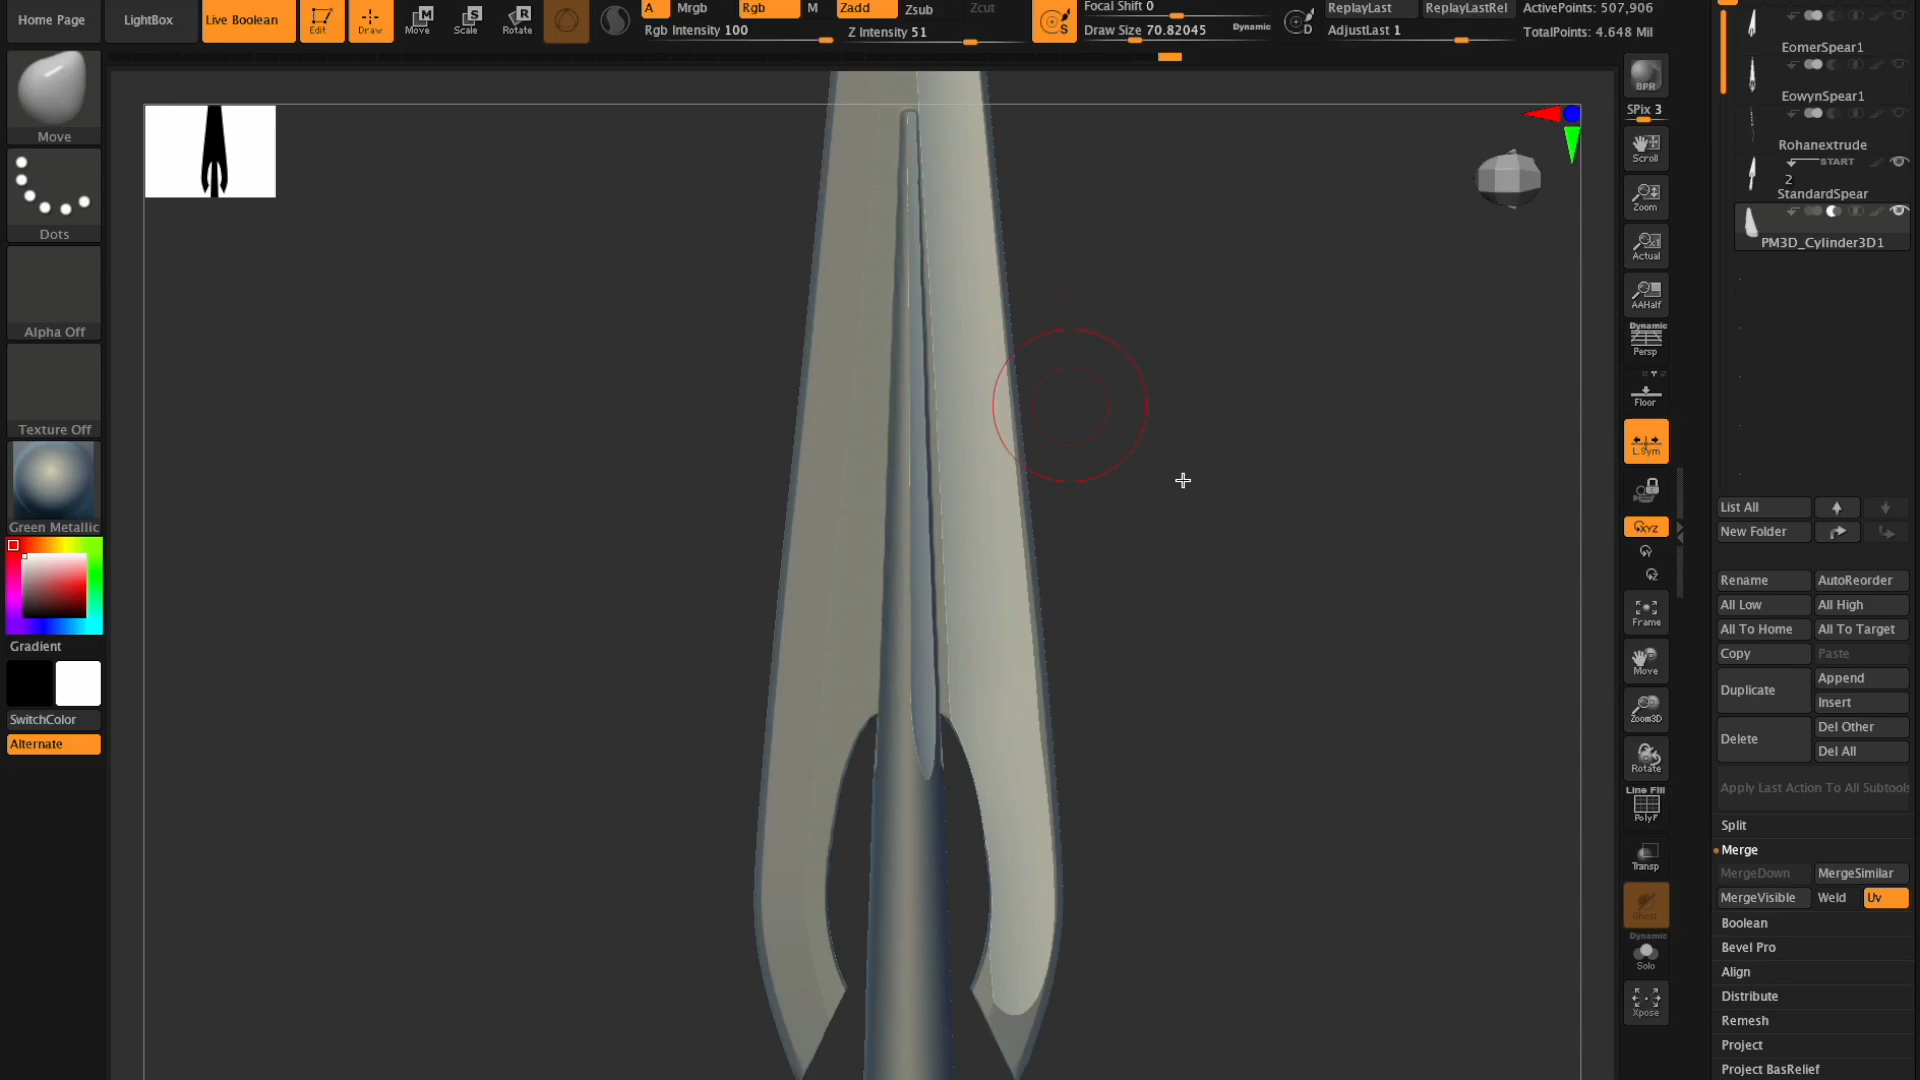 Home Page
LightBox
Live Boolean
Edit
Draw
Move
Scale
Rotate
A
Mrgb
Rgb
M
Zadd
Zsub
Zcut
Rgb Intensity 100
Z Intensity 51
S
Focal Shift 0
Draw Size 70.82045
Dynamic
D
ReplayLast
ReplayLastRel
AdjustLast 1
ActivePoints: 507,906
TotalPoints: 4.648 Mil
Move
Dots
Alpha Off
Texture Off
Green Metallic
Gradient
SwitchColor
Alternate
BPR
SPix 3
Scroll
Zoom
Actual
AAHalf
Dynamic
Persp
Floor
L.Sym
XYZ
Frame
Move
Zoom3D
Rotate
Line Fill
PolyF
Transp
Ghost
Dynamic
Solo
Xpose
EomerSpear1
EowynSpear1
Rohanextrude
START
2
StandardSpear
PM3D_Cylinder3D1
List All
New Folder
Rename
AutoReorder
All Low
All High
All To Home
All To Target
Copy
Paste
Duplicate
Append
Insert
Delete
Del Other
Del All
Apply Last Action To All Subtools
Split
Merge
MergeDown
MergeSimilar
MergeVisible
Weld
Uv
Boolean
Bevel Pro
Align
Distribute
Remesh
Project
Project BasRelief